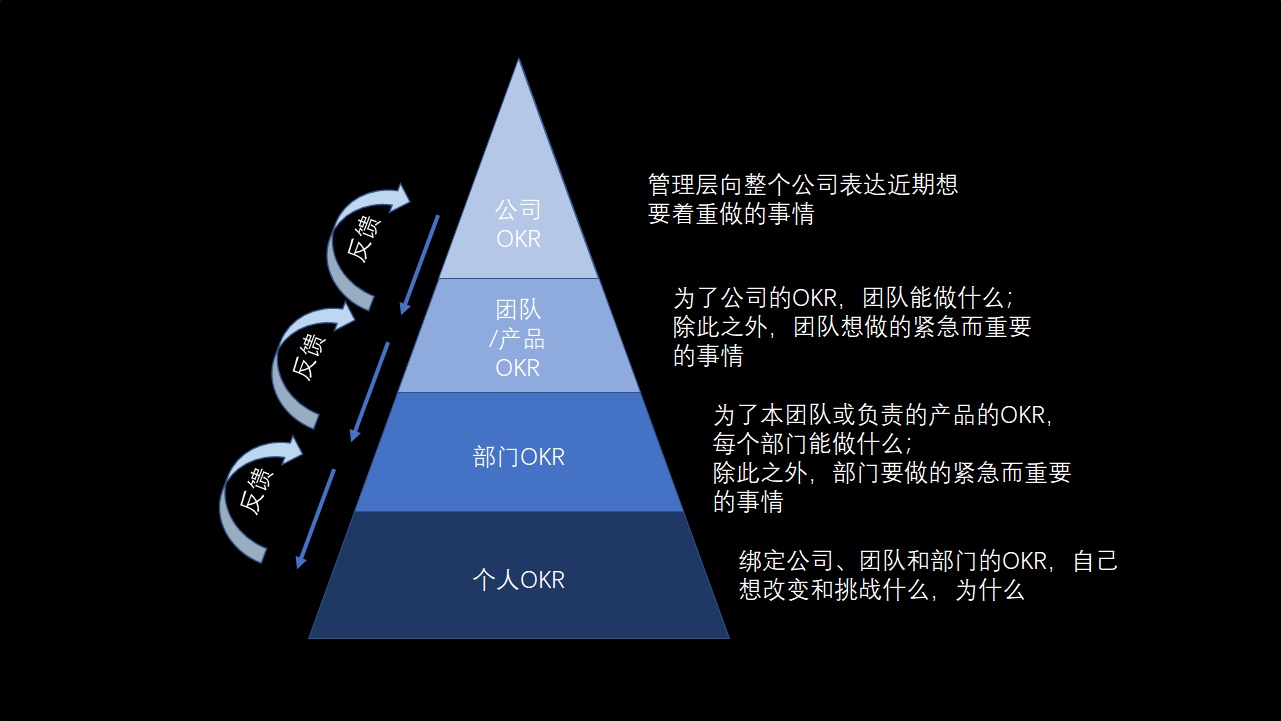 管理层向整个公司表达近期想
要着重做的事情
公司
OKR
反馈
为了公司的OKR，团队能做什么；
除此之外，团队想做的紧急而重要
的事情
团队
/产品
OKR
反馈
为了本团队或负责的产品的OKR，
每个部门能做什么；
除此之外，部门要做的紧急而重要
的事情
部门OKR
反馈
绑定公司、团队和部门的OKR，自己
想改变和挑战什么，为什么
个人OKR